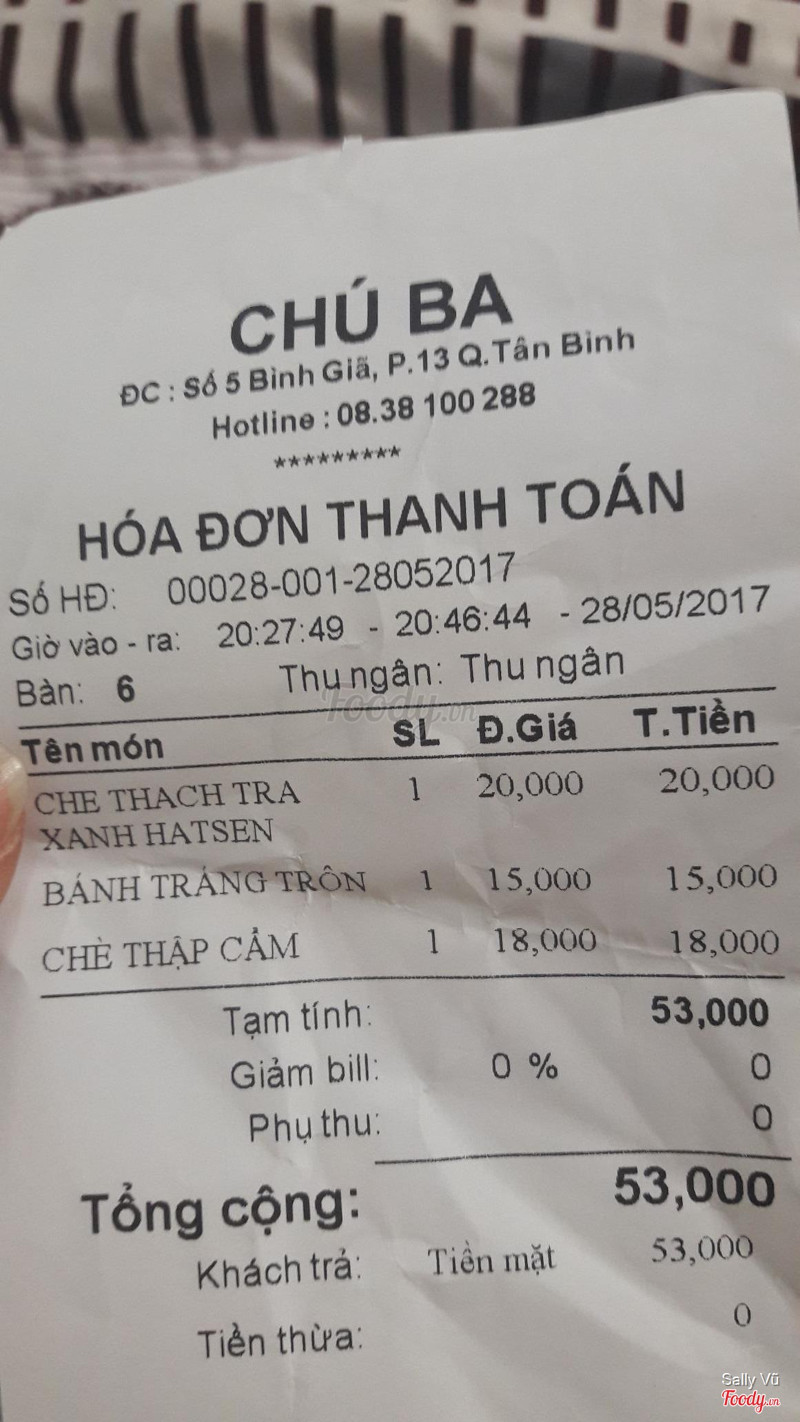 CHÚ BA
ĐC : Số 5 Bình Giã, P.13 Q.Tân Bình
Hotline : 08.38 100 288
*********
HÓA ĐƠN THANH TOÁN
Số HĐ: 00028-001-28052017
Giờ vào - ra: 20:27:49 - 20:46:44 - 28/05/2017
Bàn: 6 Thu ngân: Thu ngân
Foody.vn
Tên món SL Đ.Giá T.Tiền
CHE THACH TRA 1 20,000 20,000
XANH HATSEN
BÁNH TRÁNG TRÔN 1 15,000 15,000
CHÈ THẬP CẨM 1 18,000 18,000
Tạm tính: 53,000
Giảm bill: 0 % 0
Phụ thu: 0
Tổng cộng: 53,000
Khách trả: Tiền mặt 53,000
Tiền thừa: 0
Sally Vũ
Foody.vn